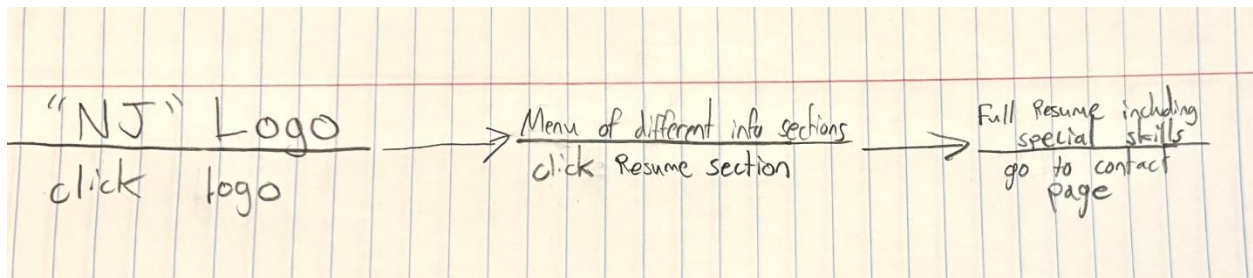 "NJ" Logo
click logo
Menu of different info sections
click Resume section
Full Resume including
special skills
go to contact
page